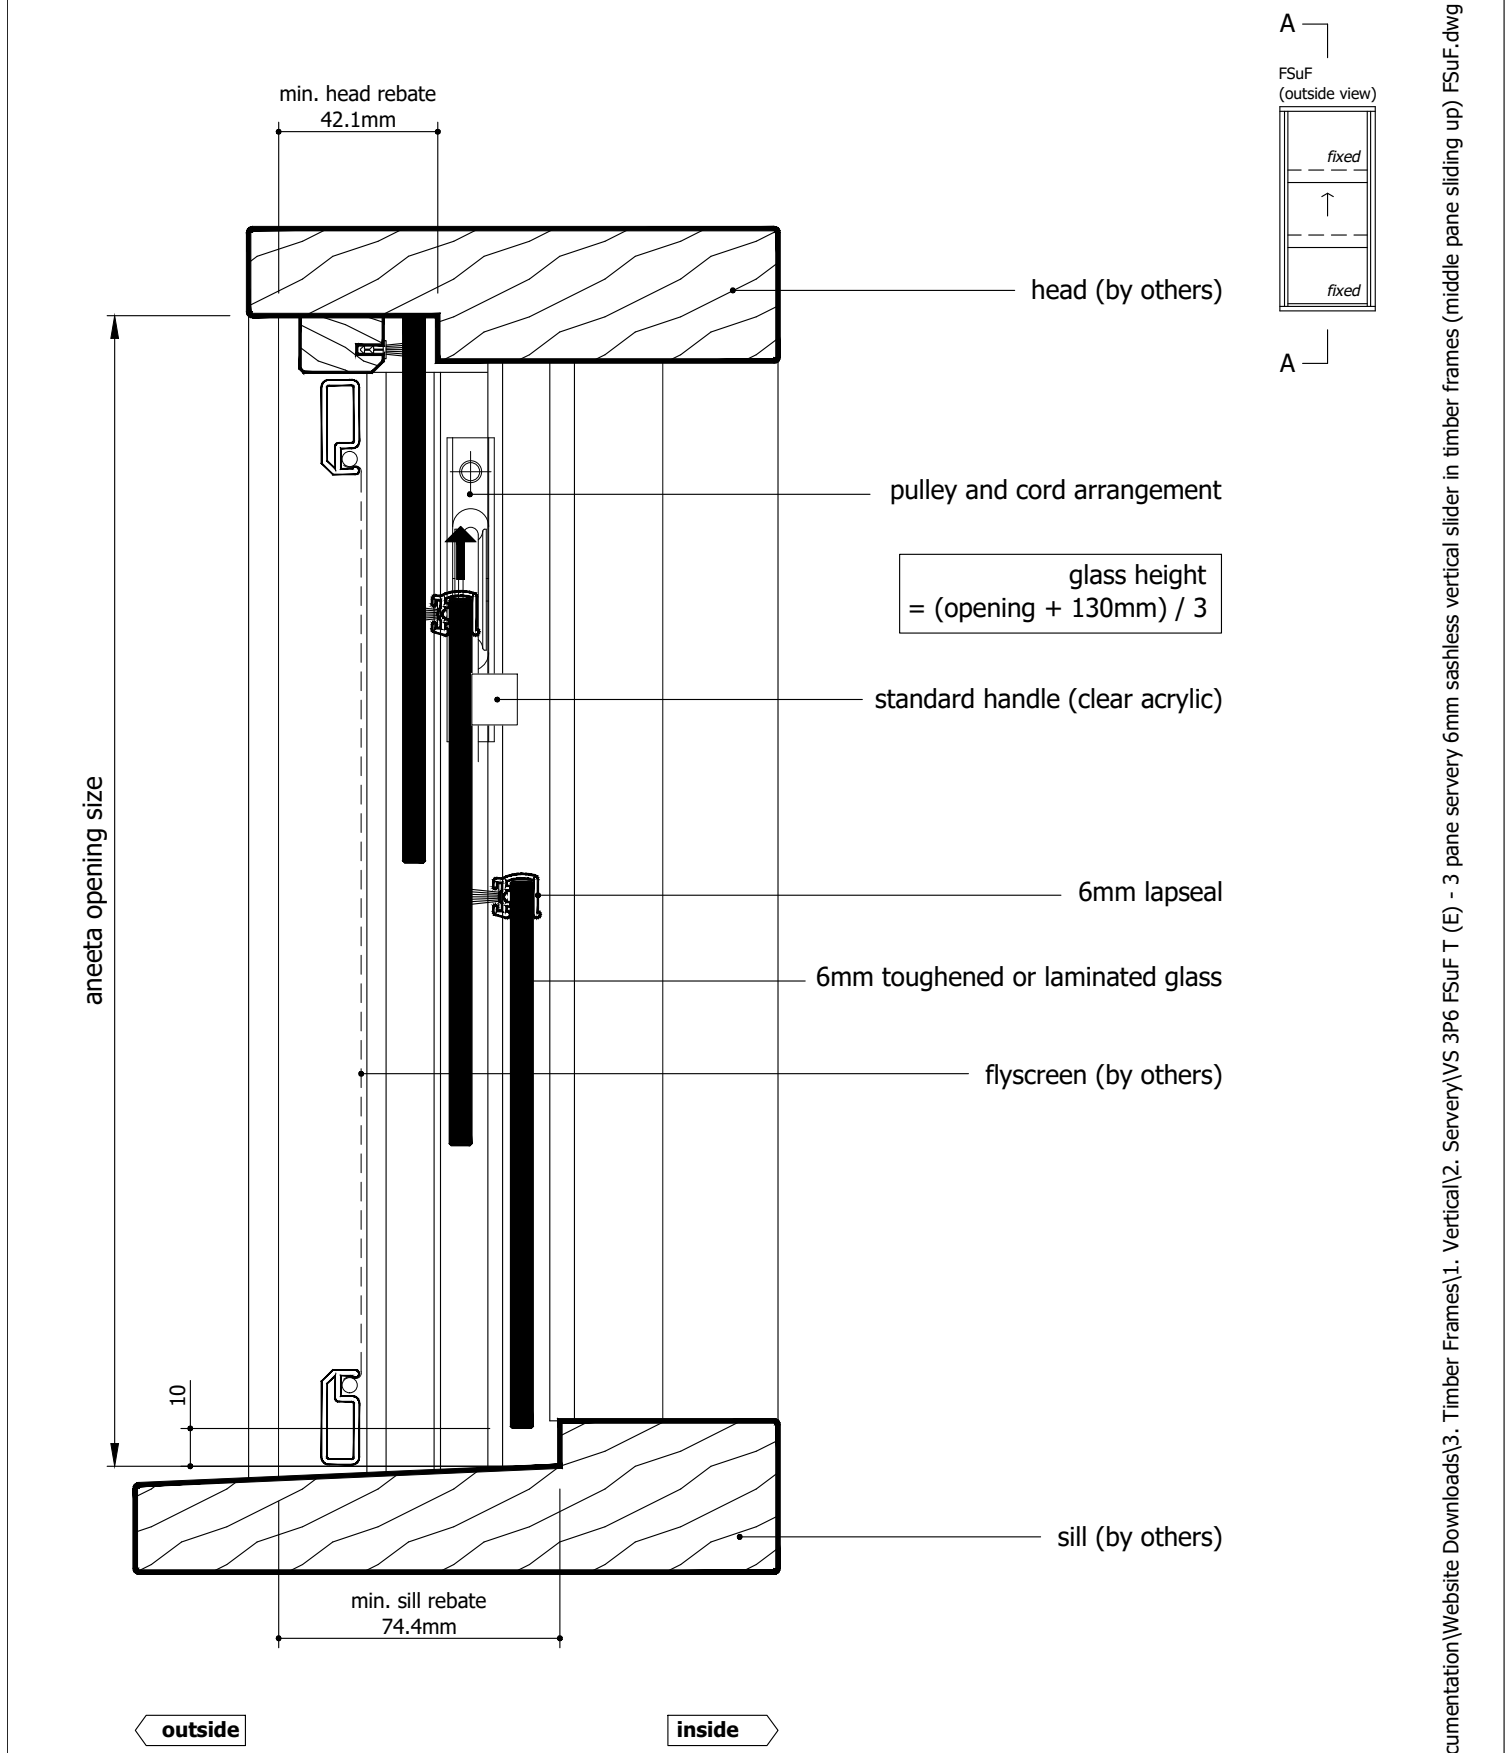 A
FSuF
(outside view)
fixed
fixed
A
min. head rebate
42.1mm
head (by others)
pulley and cord arrangement
glass height
= (opening + 130mm) / 3
standard handle (clear acrylic)
aneeta opening size
6mm lapseal
6mm toughened or laminated glass
flyscreen (by others)
10
sill (by others)
min. sill rebate
74.4mm
outside
inside
cumentation\Website Downloads\3. Timber Frames\1. Vertical\2. Servery\VS 3P6 FSuF T (E) - 3 pane servery 6mm sashless vertical slider in timber frames (middle pane sliding up) FSuF.dwg